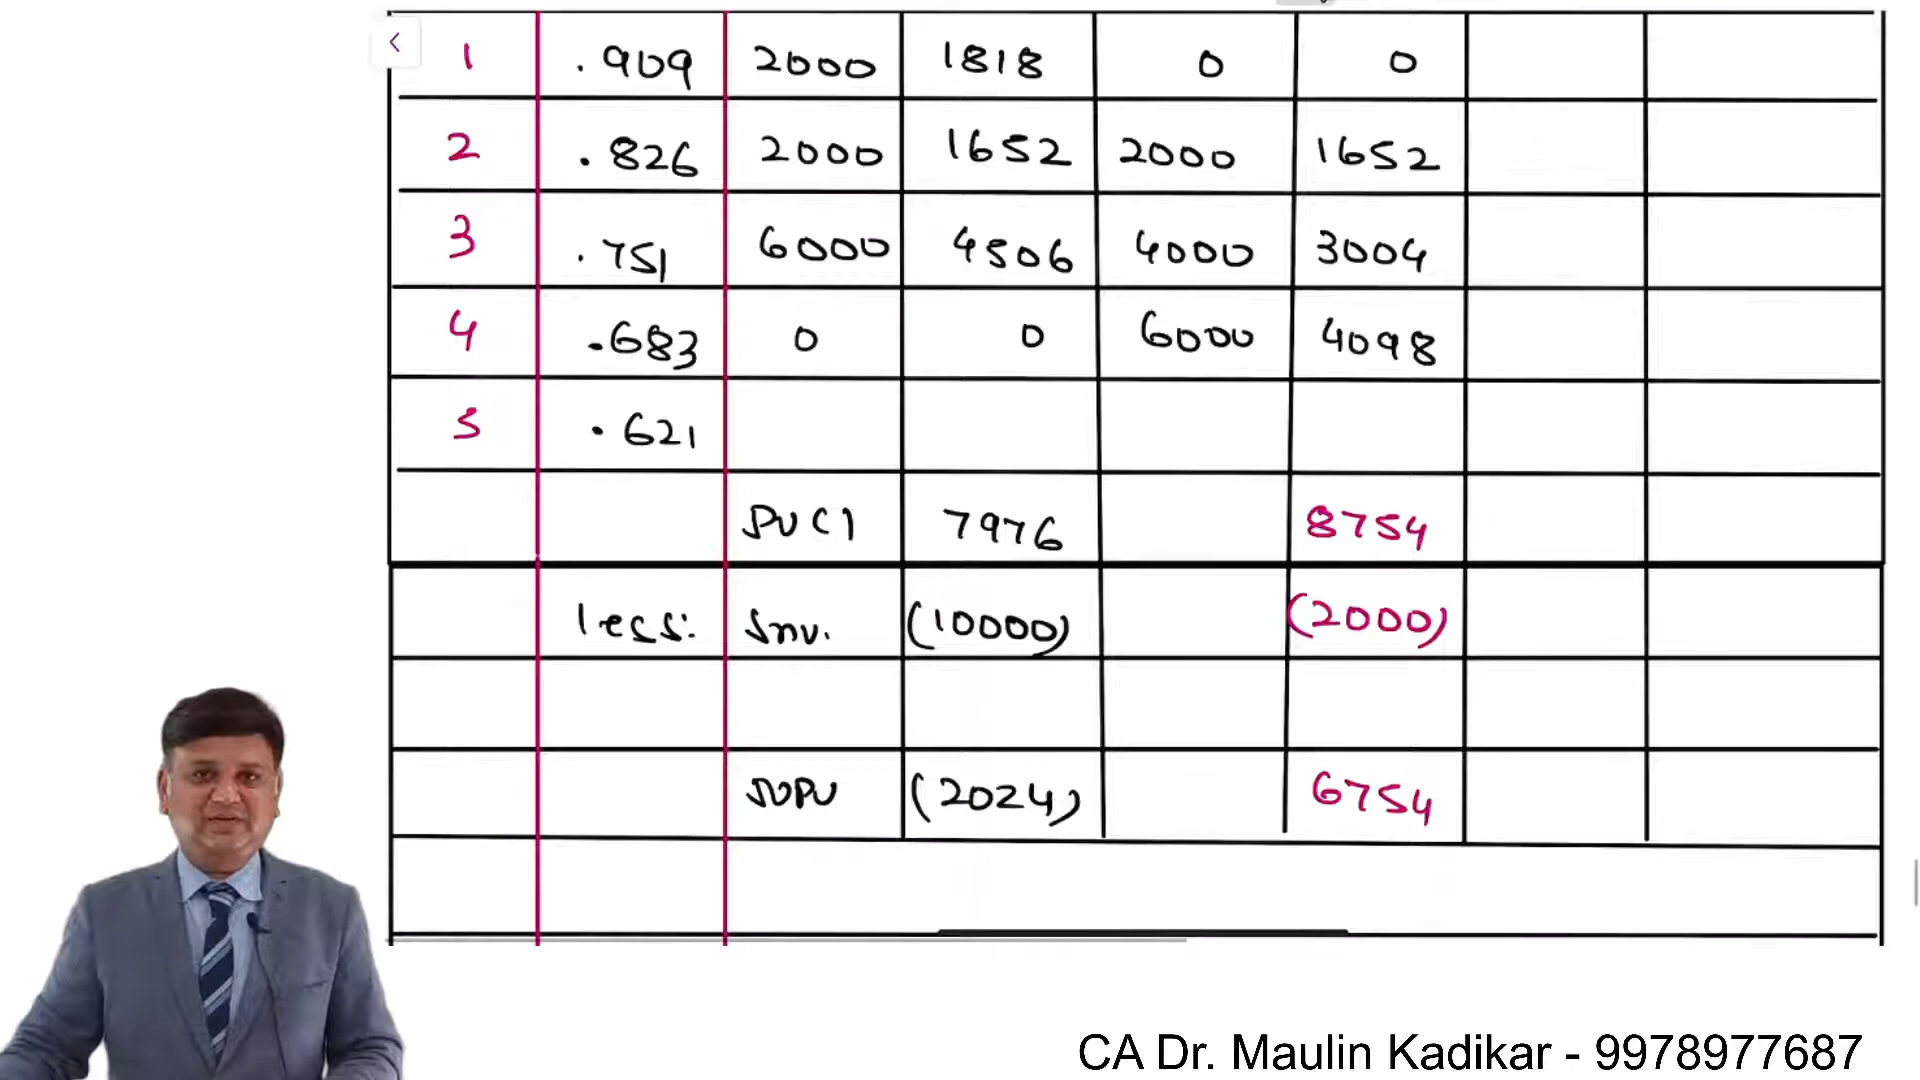 1 .909 2000 1818 0 0
2 .826 2000 1652 2000 1652
3 .751 6000 4506 4000 3004
4 .683 0 0 6000 4098
5 .621
PVCI 7976 8754
less: Inv. (10000) (2000)
NPV (2024) 6754
CA Dr. Maulin Kadikar - 9978977687